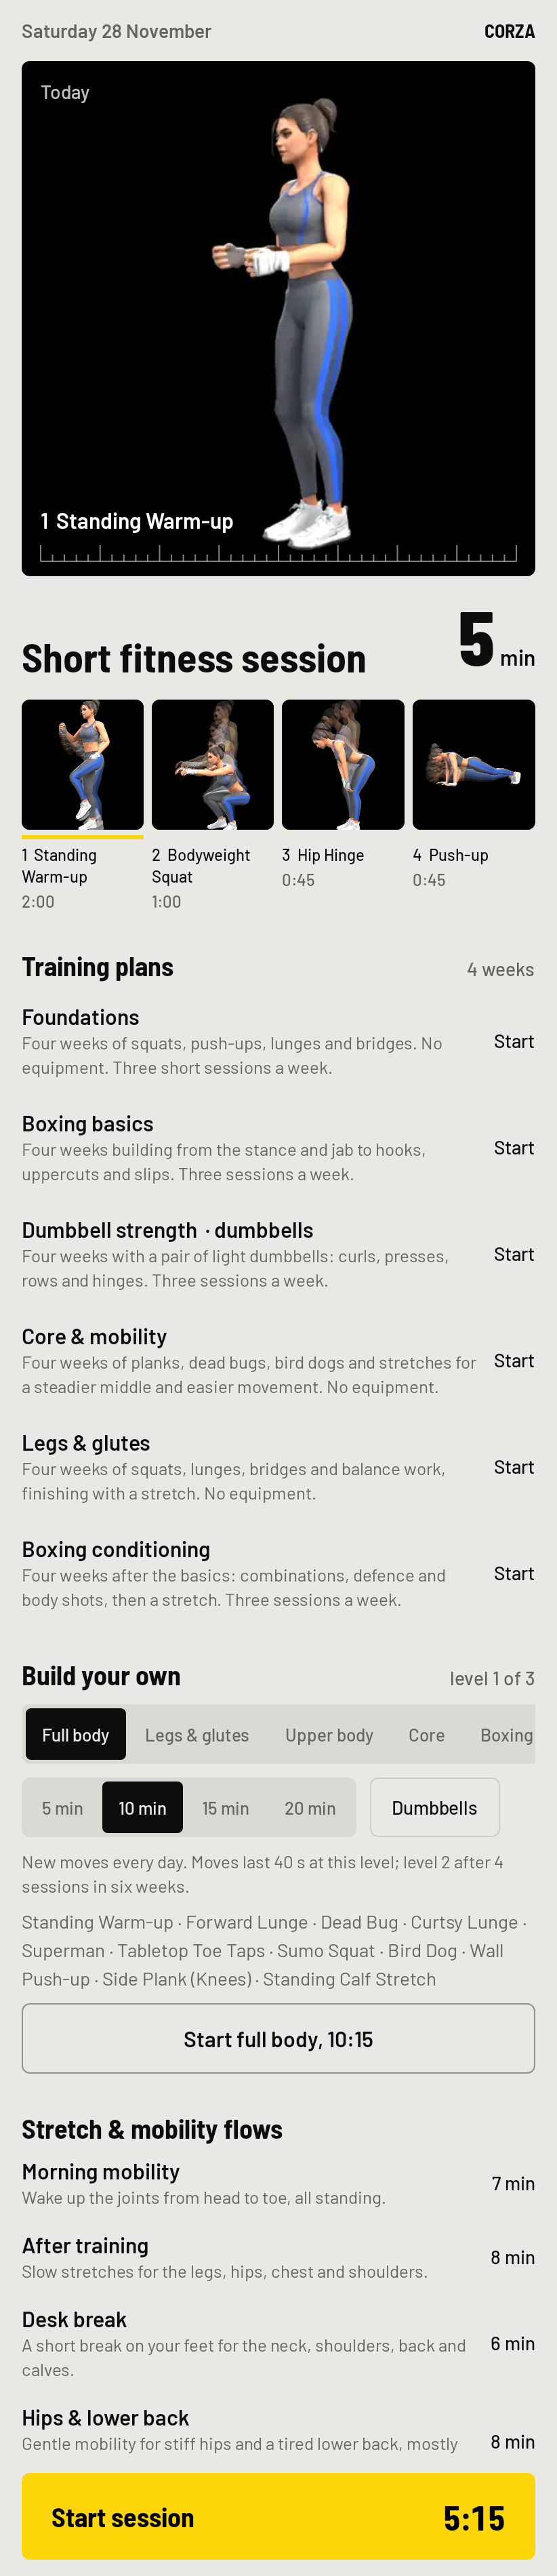 Saturday 28 November
CORZA
Today
1 Standing Warm-up
Short fitness session
5 min
1 Standing
Warm-up
2:00
2 Bodyweight
Squat
1:00
3 Hip Hinge
0:45
4 Push-up
0:45
Training plans
4 weeks
Foundations
Four weeks of squats, push-ups, lunges and bridges. No
equipment. Three short sessions a week.
Start
Boxing basics
Four weeks building from the stance and jab to hooks,
uppercuts and slips. Three sessions a week.
Start
Dumbbell strength · dumbbells
Four weeks with a pair of light dumbbells: curls, presses,
rows and hinges. Three sessions a week.
Start
Core & mobility
Four weeks of planks, dead bugs, bird dogs and stretches for
a steadier middle and easier movement. No equipment.
Start
Legs & glutes
Four weeks of squats, lunges, bridges and balance work,
finishing with a stretch. No equipment.
Start
Boxing conditioning
Four weeks after the basics: combinations, defence and
body shots, then a stretch. Three sessions a week.
Start
Build your own
level 1 of 3
Full body
Legs & glutes
Upper body
Core
Boxing
5 min
10 min
15 min
20 min
Dumbbells
New moves every day. Moves last 40 s at this level; level 2 after 4
sessions in six weeks.
Standing Warm-up · Forward Lunge · Dead Bug · Curtsy Lunge ·
Superman · Tabletop Toe Taps · Sumo Squat · Bird Dog · Wall
Push-up · Side Plank (Knees) · Standing Calf Stretch
Start full body, 10:15
Stretch & mobility flows
Morning mobility
Wake up the joints from head to toe, all standing.
7 min
After training
Slow stretches for the legs, hips, chest and shoulders.
8 min
Desk break
A short break on your feet for the neck, shoulders, back and
calves.
6 min
Hips & lower back
Gentle mobility for stiff hips and a tired lower back, mostly
8 min
Start session
5:15